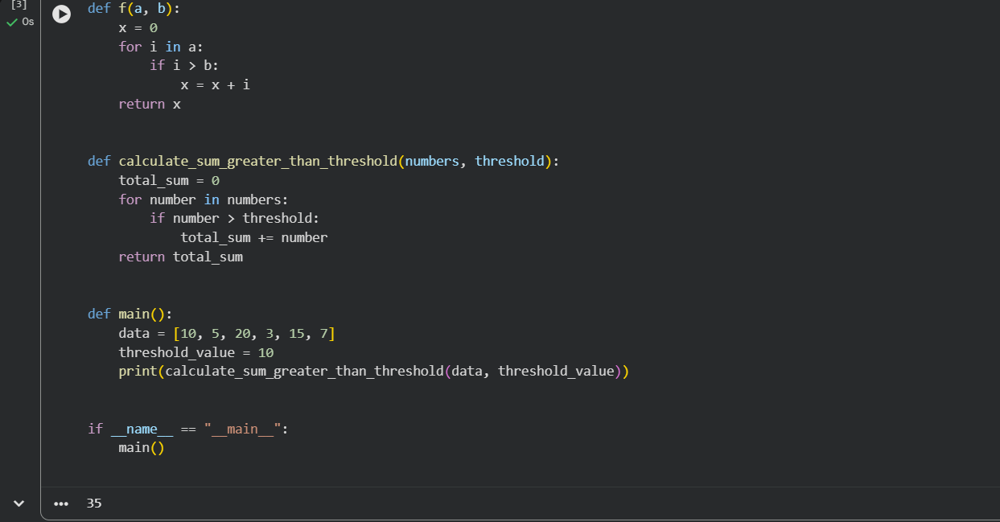 [3]
0s
def f(a, b):
    x = 0
    for i in a:
        if i > b:
            x = x + i
    return x


def calculate_sum_greater_than_threshold(numbers, threshold):
    total_sum = 0
    for number in numbers:
        if number > threshold:
            total_sum += number
    return total_sum


def main():
    data = [10, 5, 20, 3, 15, 7]
    threshold_value = 10
    print(calculate_sum_greater_than_threshold(data, threshold_value))


if __name__ == "__main__":
    main()

35